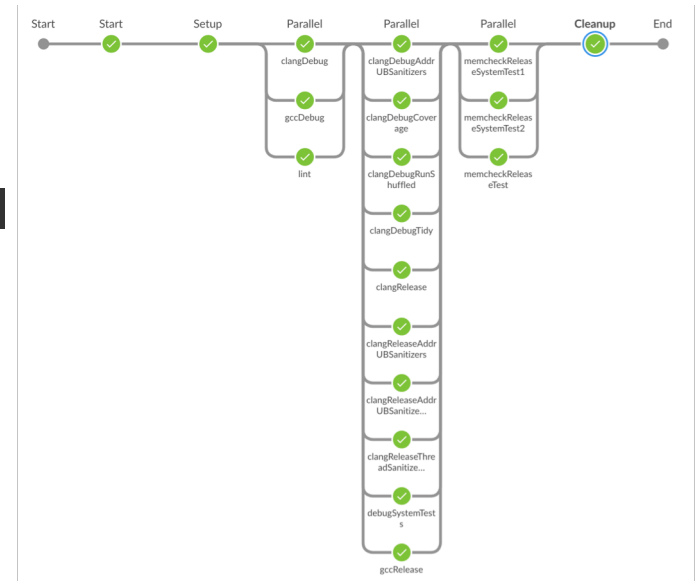 Start
Start
Setup
Parallel
Parallel
Parallel
Cleanup
End
clangDebug
gccDebug
lint
clangDebugAddr
UBSanitizers
clangDebugCover
age
clangDebugRunS
huffled
clangDebugTidy
clangRelease
clangReleaseAddr
UBSanitizers
clangReleaseAddr
UBSanitize...
clangReleaseThre
adSanitize...
debugSystemTest
s
gccRelease
memcheckReleas
eSystemTest1
memcheckReleas
eSystemTest2
memcheckReleas
eTest